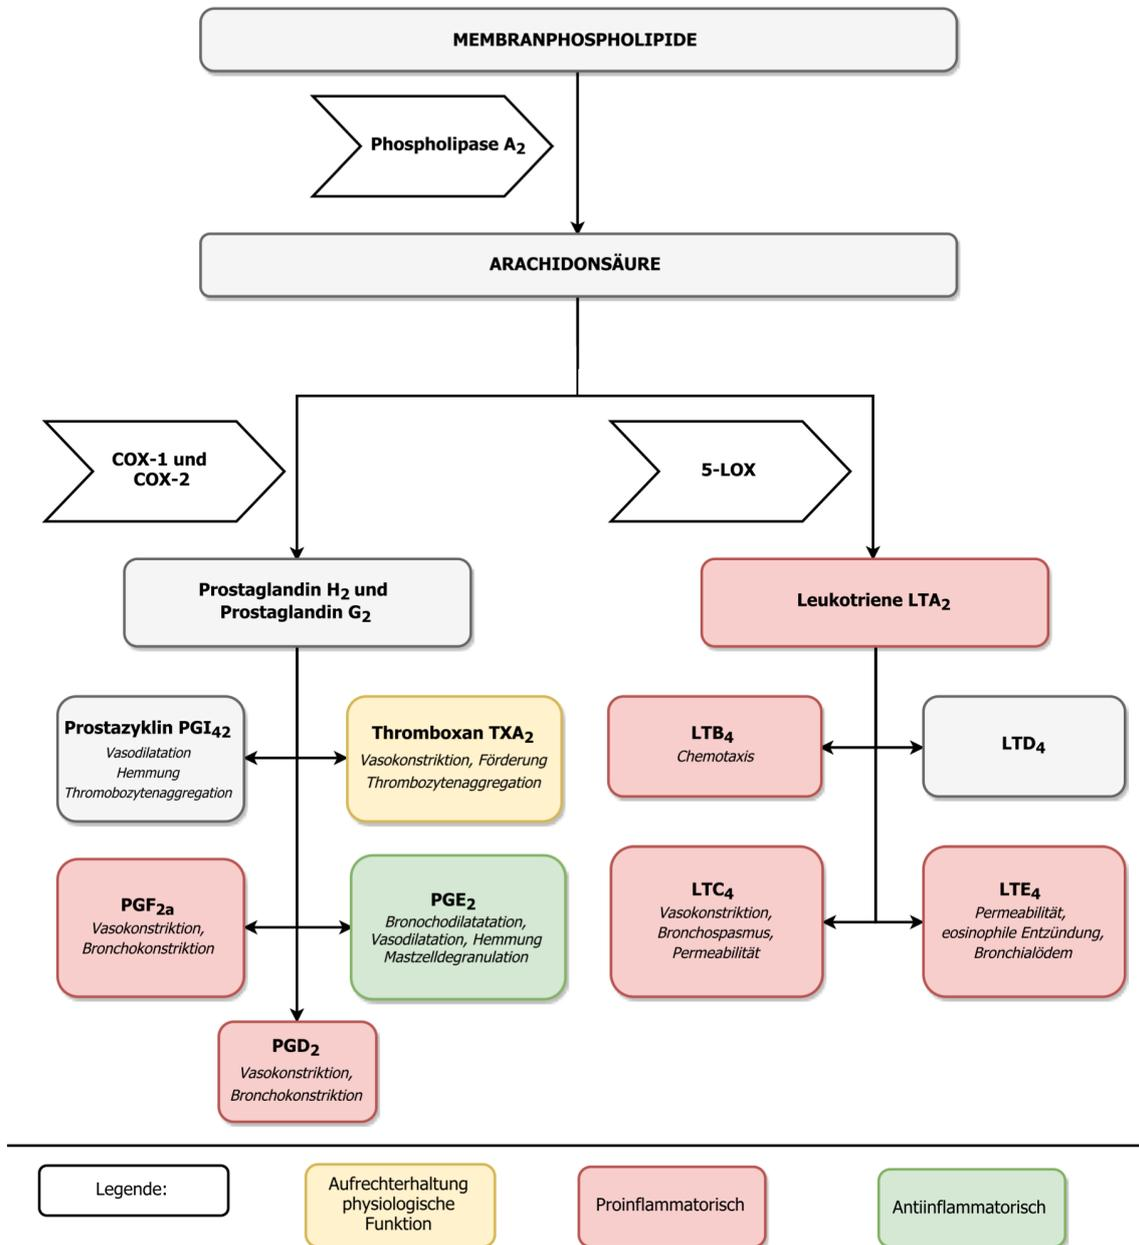 MEMBRANPHOSPHOLIPIDE
Phospholipase A2
ARACHIDONSÄURE
COX-1 und
COX-2
5-LOX
Prostaglandin H2 und
Prostaglandin G2
Leukotriene LTA2
Prostazyklin PGI42
Vasodilatation
Hemmung
Thromobozytenaggregation
Thromboxan TXA2
Vasokonstriktion, Förderung
Thrombozytenaggregation
LTB4
Chemotaxis
LTD4
PGF2a
Vasokonstriktion,
Bronchokonstriktion
PGE2
Bronochodilatatation,
Vasodilatation, Hemmung
Mastzelldegranulation
LTC4
Vasokonstriktion,
Bronchospasmus,
Permeabilität
LTE4
Permeabilität,
eosinophile Entzündung,
Bronchialödem
PGD2
Vasokonstriktion,
Bronchokonstriktion
Legende:
Aufrechterhaltung
physiologische
Funktion
Proinflammatorisch
Antiinflammatorisch